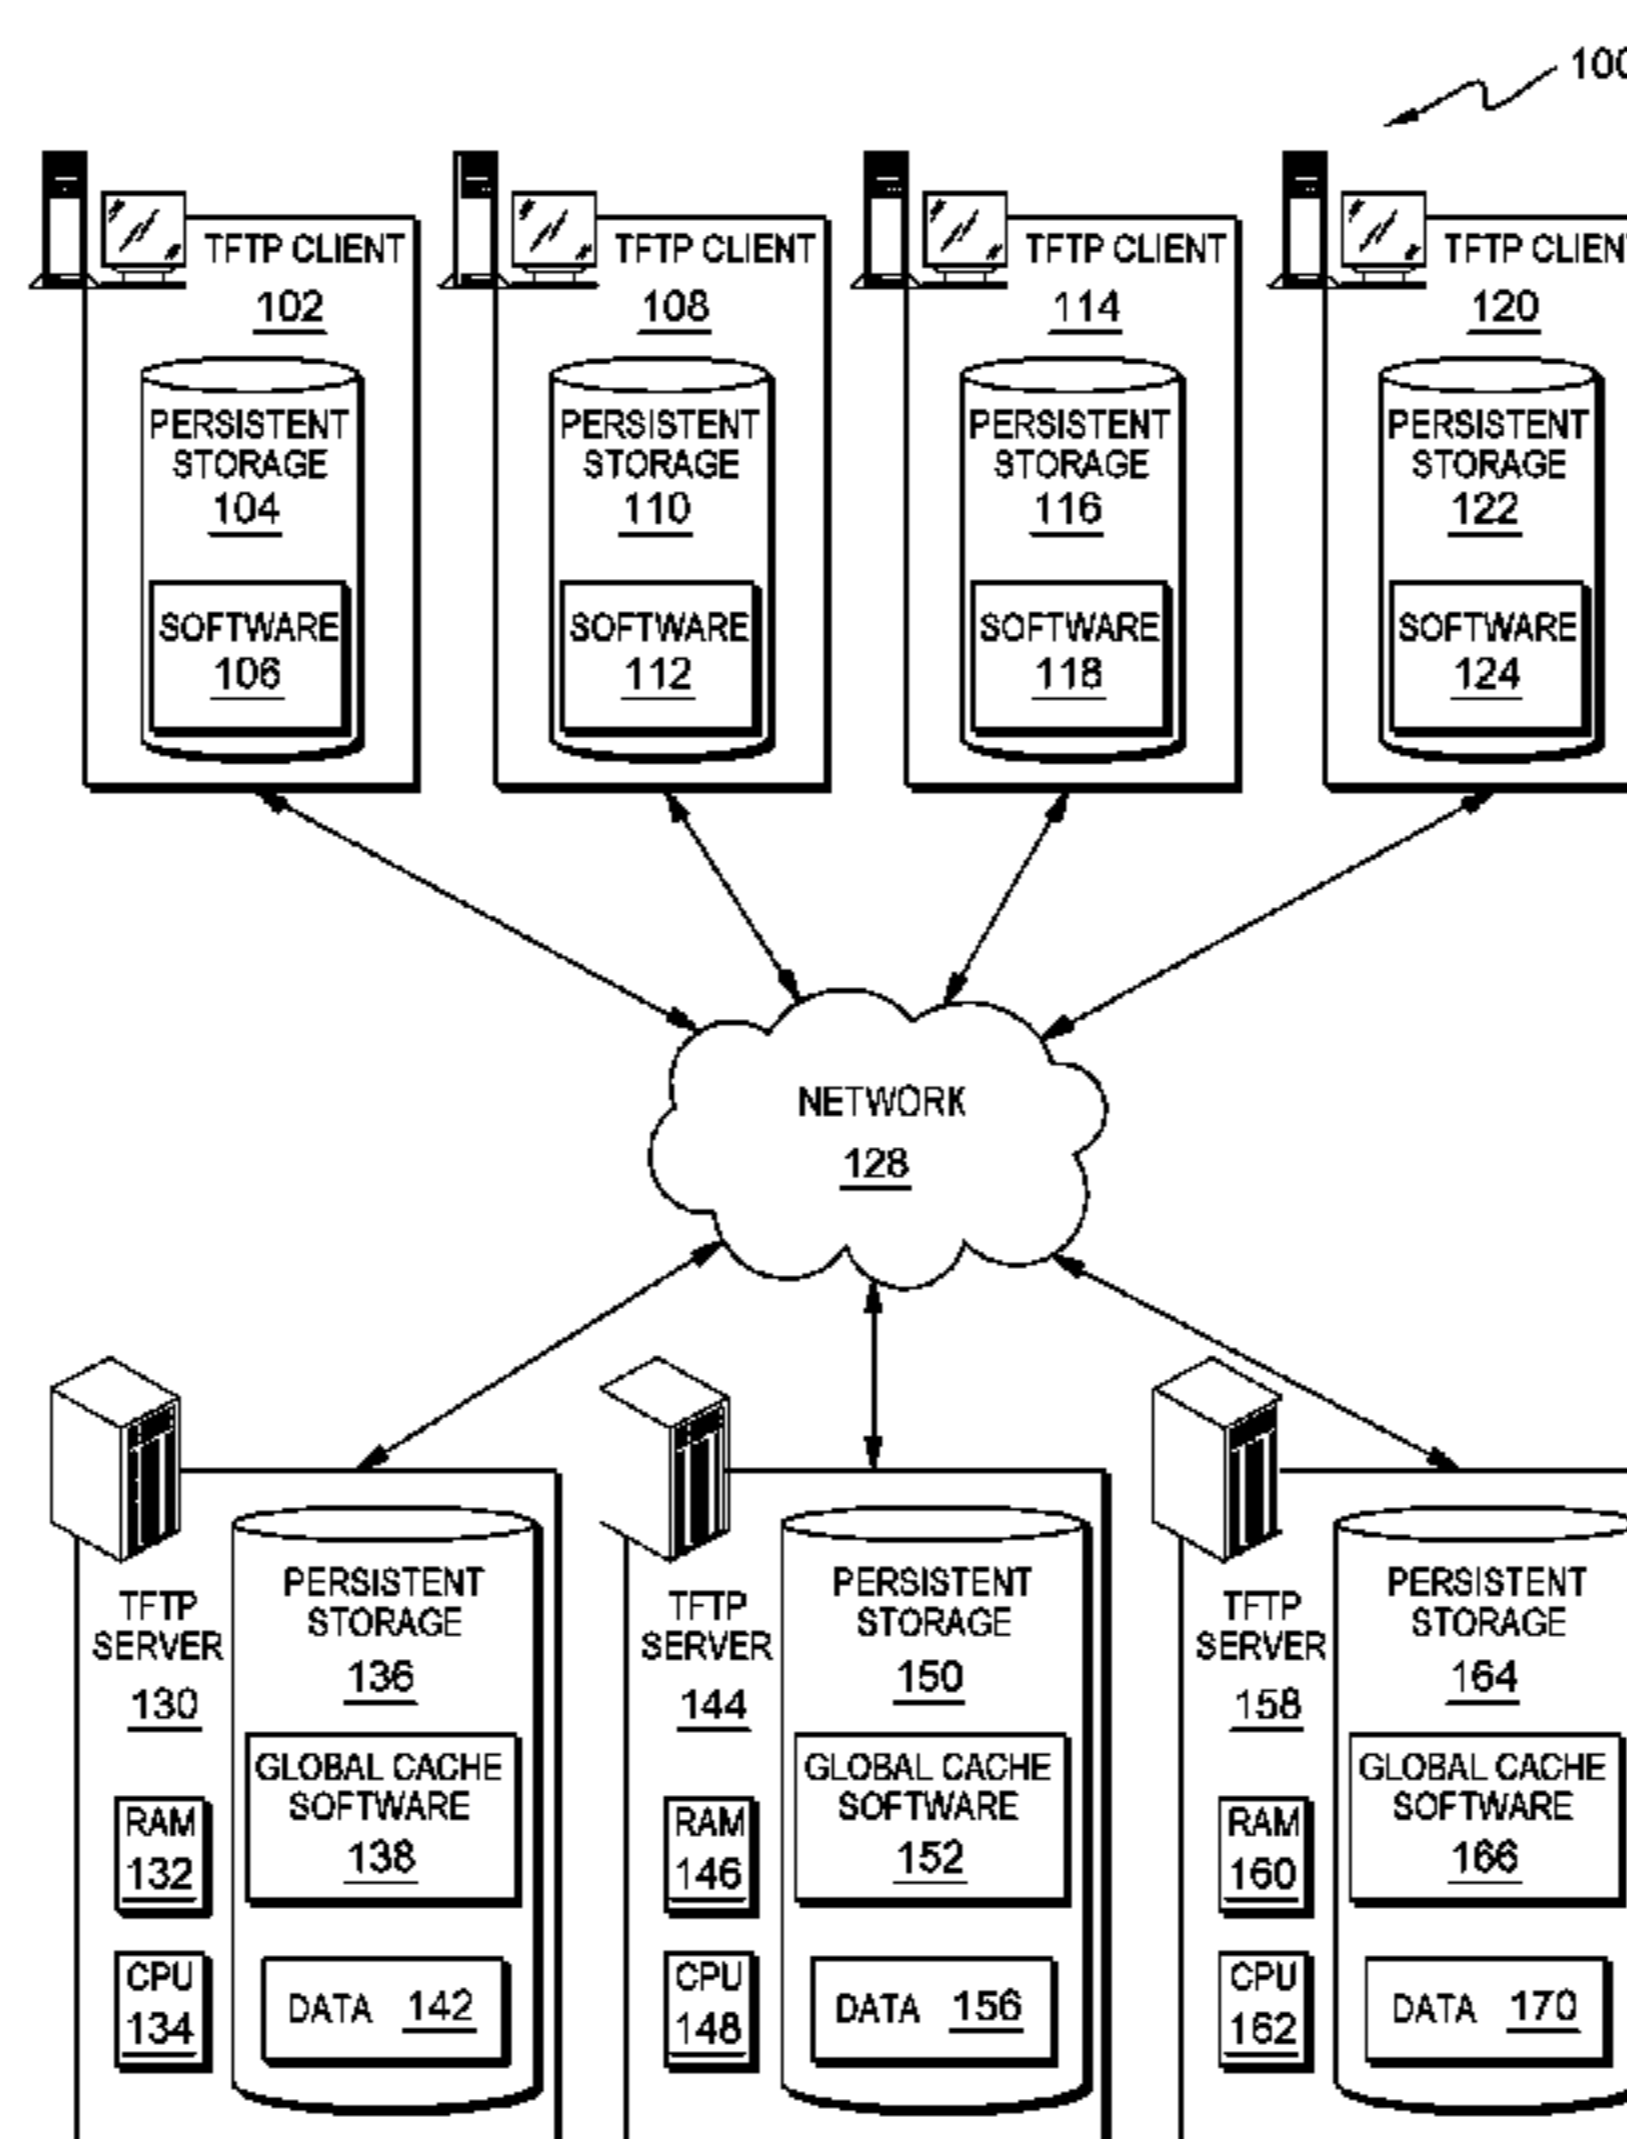 100
TFTP CLIENT
102
PERSISTENT
STORAGE
104
SOFTWARE
106
TFTP CLIENT
108
PERSISTENT
STORAGE
110
SOFTWARE
112
TFTP CLIENT
114
PERSISTENT
STORAGE
116
SOFTWARE
118
TFTP CLIENT
120
PERSISTENT
STORAGE
122
SOFTWARE
124
NETWORK
128
TFTP
SERVER
130
RAM
132
CPU
134
PERSISTENT
STORAGE
136
GLOBAL CACHE
SOFTWARE
138
DATA 142
TFTP
SERVER
144
RAM
146
CPU
148
PERSISTENT
STORAGE
150
GLOBAL CACHE
SOFTWARE
152
DATA 156
TFTP
SERVER
158
RAM
160
CPU
162
PERSISTENT
STORAGE
164
GLOBAL CACHE
SOFTWARE
166
DATA 170